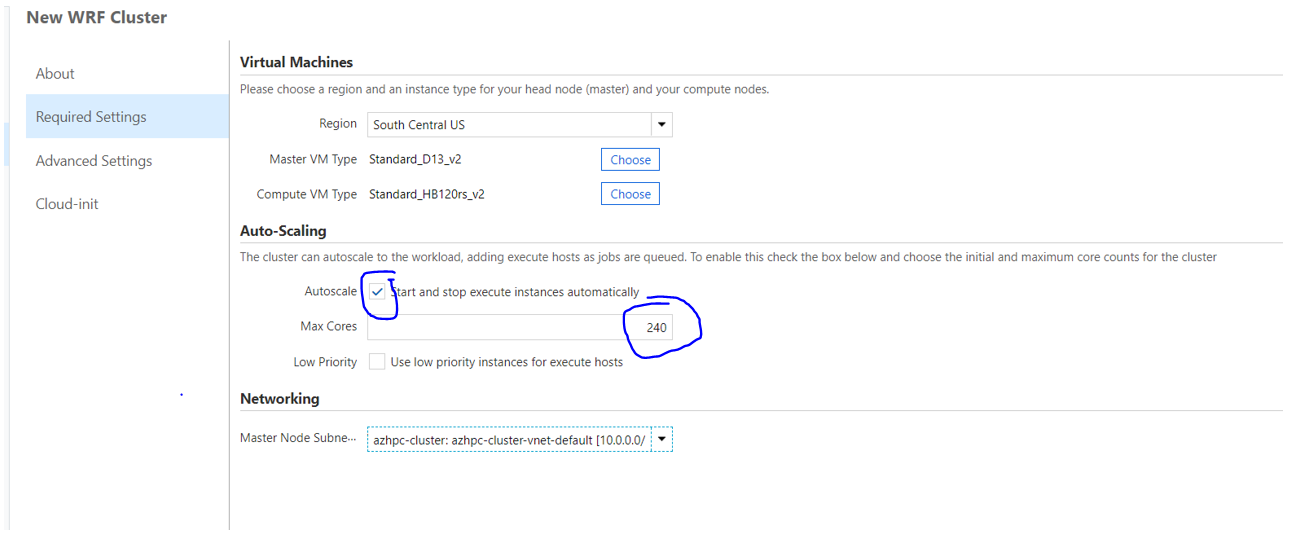 New WRF Cluster
About
Required Settings
Advanced Settings
Cloud-init
Virtual Machines
Please choose a region and an instance type for your head node (master) and your compute nodes.
Region South Central US
Master VM Type Standard_D13_v2 Choose
Compute VM Type Standard_HB120rs_v2 Choose
Auto-Scaling
The cluster can autoscale to the workload, adding execute hosts as jobs are queued. To enable this check the box below and choose the initial and maximum core counts for the cluster
Autoscale Start and stop execute instances automatically
Max Cores 240
Low Priority Use low priority instances for execute hosts
Networking
Master Node Subne... azhpc-cluster: azhpc-cluster-vnet-default [10.0.0.0/